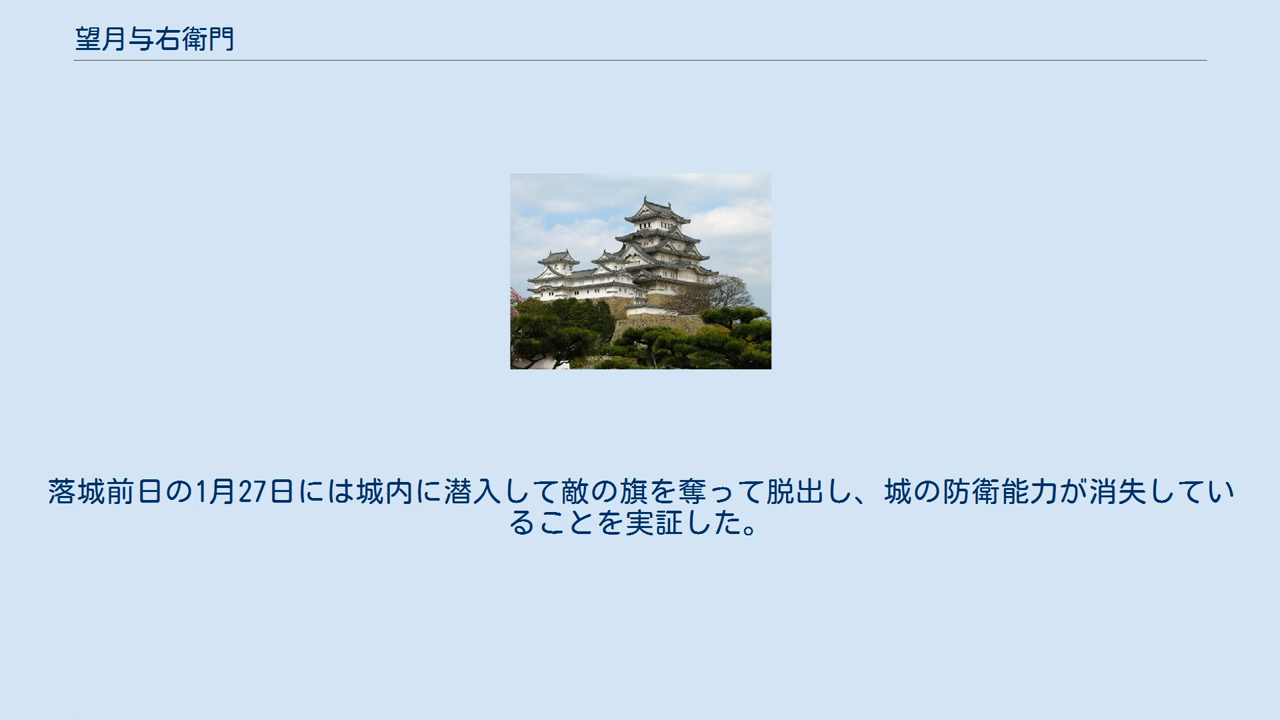 望月与右衛門
落城前日の1月27日には城内に潜入して敵の旗を奪って脱出し、城の防衛能力が消失してい
ることを実証した。